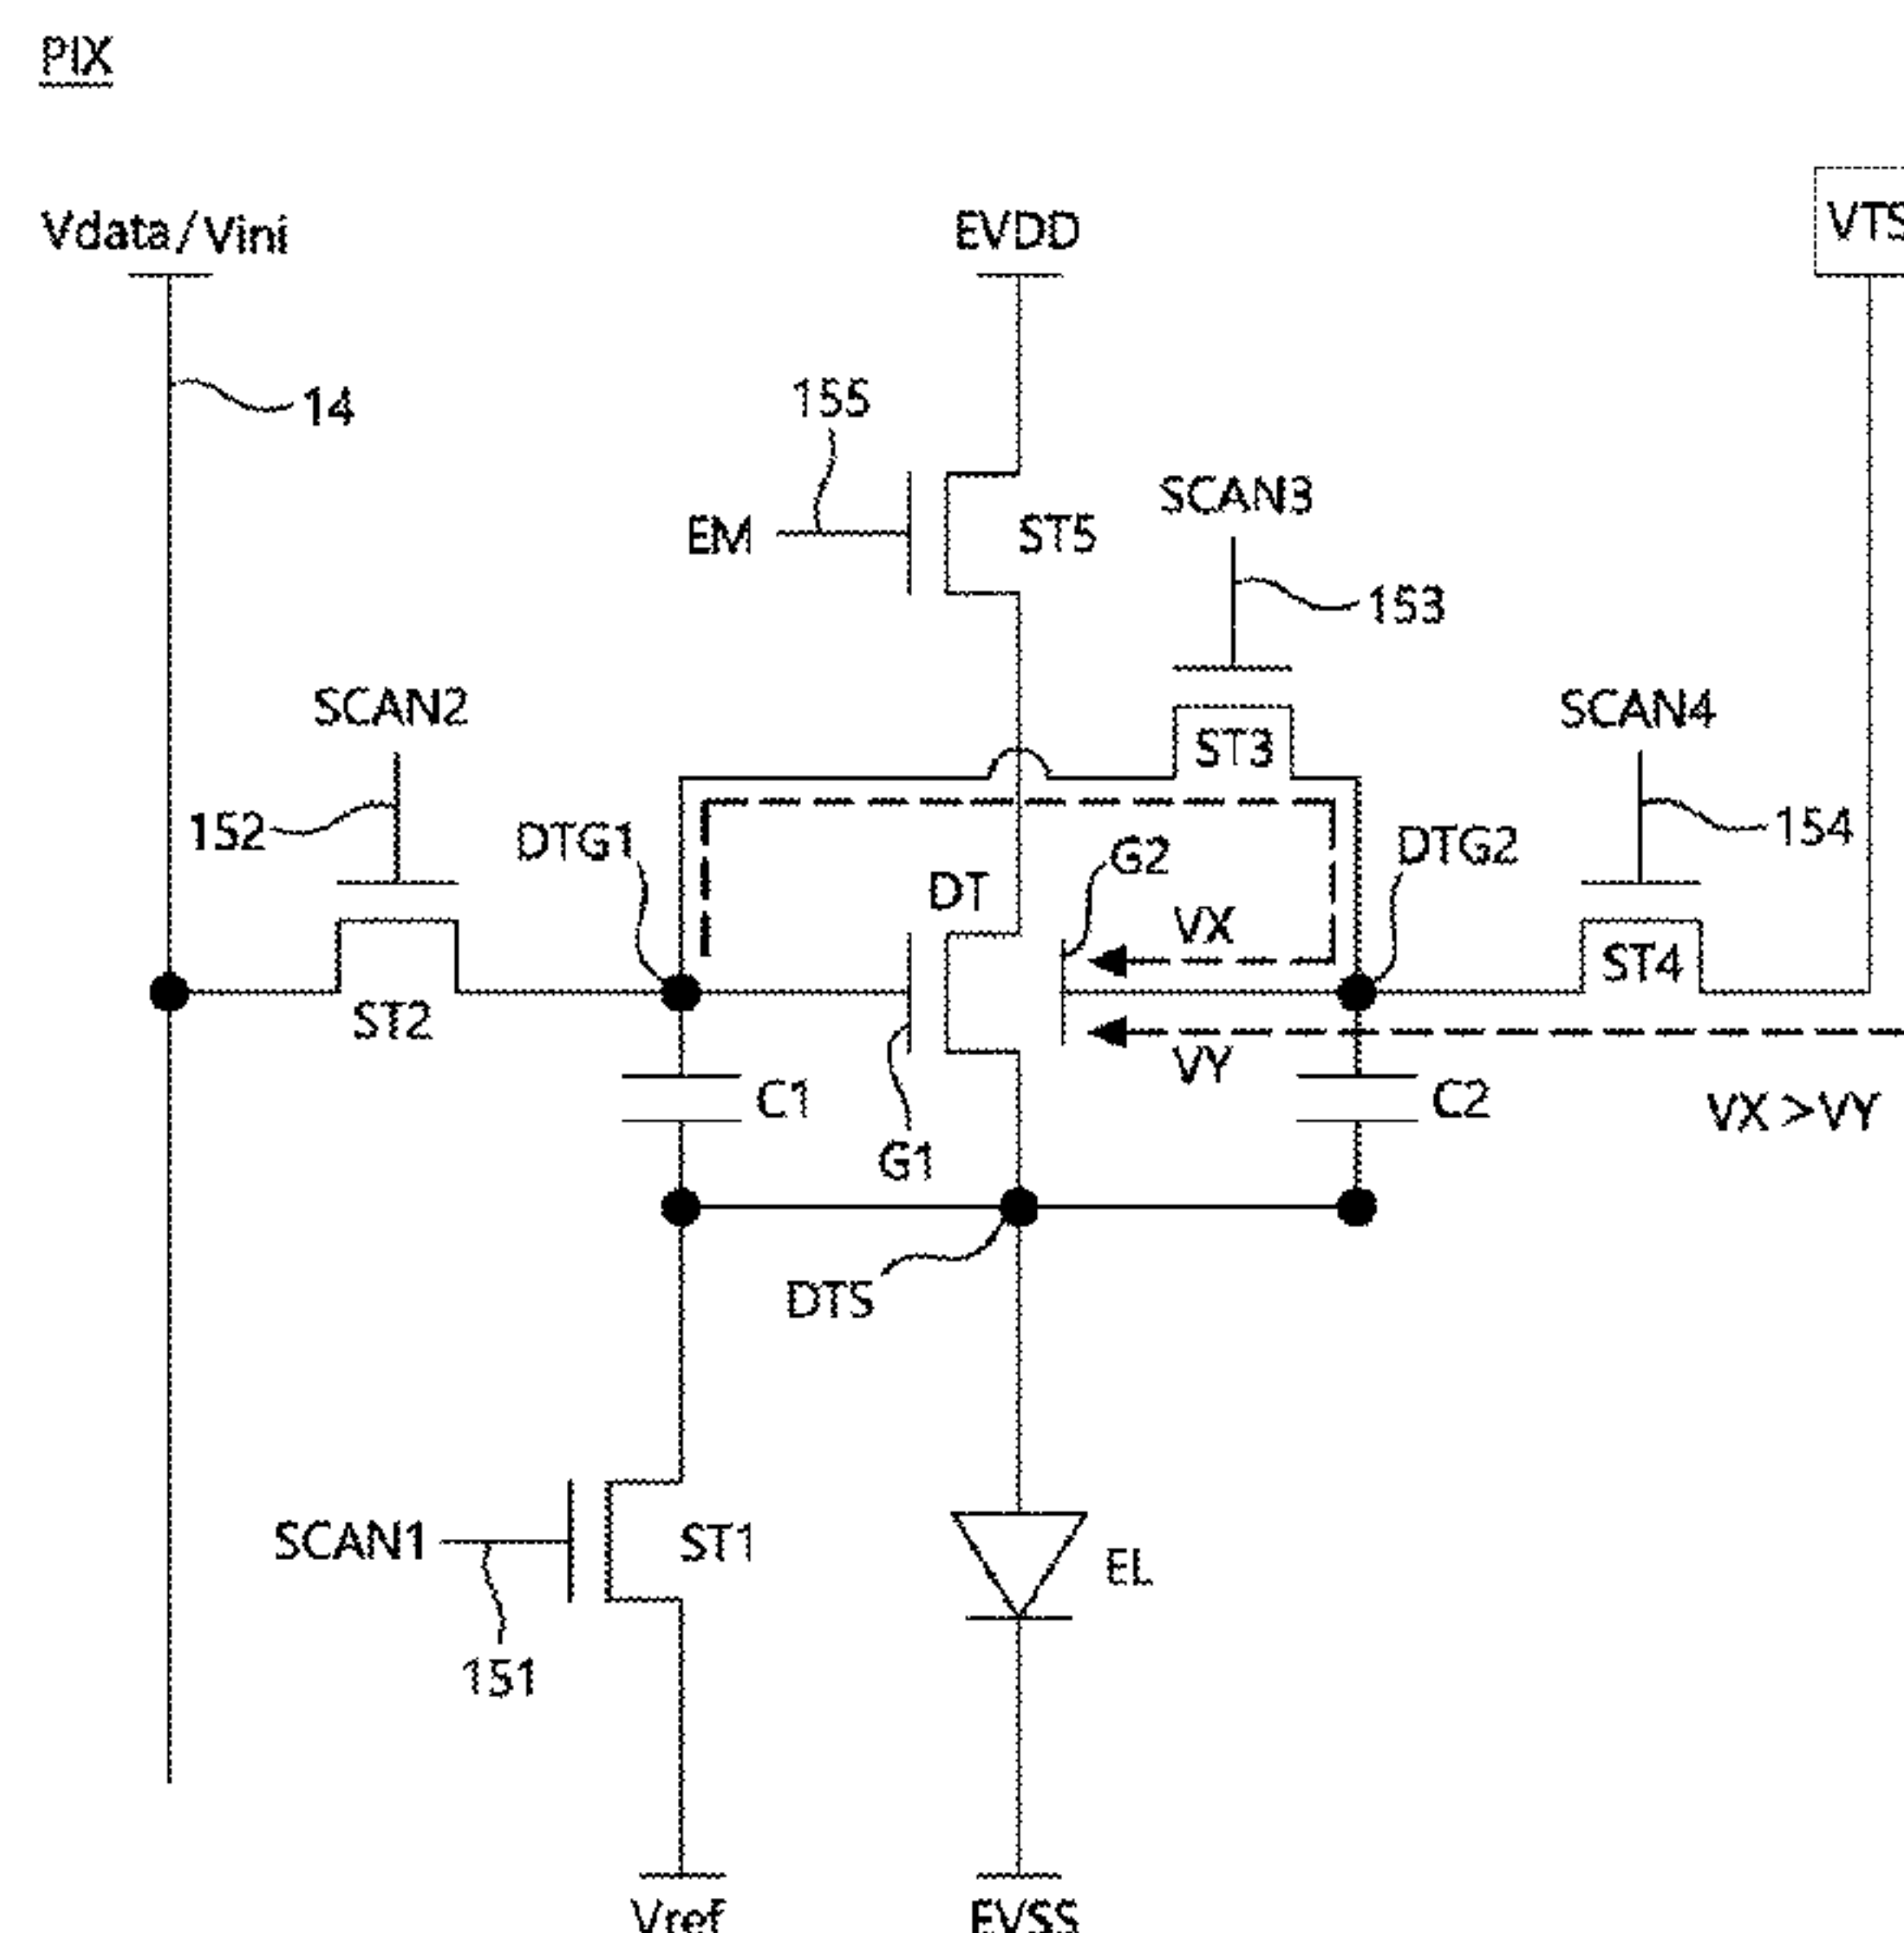 PIX
Vdata/Vini
EVDD
VTS
14
155
SCAN3
EM
ST5
153
SCAN2
ST3
SCAN4
152
DTG1
DT
G2
DTG2
154
VX
ST4
ST2
VY
C1
C2
VX >VY
G1
DTS
SCAN1
ST1
EL
151
Vref
EVSS